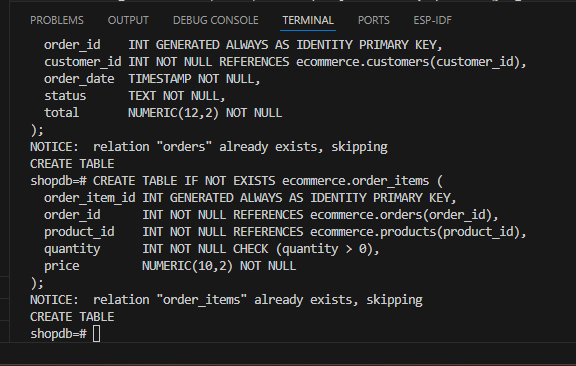 PROBLEMS OUTPUT DEBUG CONSOLE TERMINAL PORTS ESP-IDF
order_id INT GENERATED ALWAYS AS IDENTITY PRIMARY KEY,
customer_id INT NOT NULL REFERENCES ecommerce.customers(customer_id),
order_date TIMESTAMP NOT NULL,
status TEXT NOT NULL,
total NUMERIC(12,2) NOT NULL
);
NOTICE: relation "orders" already exists, skipping
CREATE TABLE
shopdb=# CREATE TABLE IF NOT EXISTS ecommerce.order_items (
order_item_id INT GENERATED ALWAYS AS IDENTITY PRIMARY KEY,
order_id INT NOT NULL REFERENCES ecommerce.orders(order_id),
product_id INT NOT NULL REFERENCES ecommerce.products(product_id),
quantity INT NOT NULL CHECK (quantity > 0),
price NUMERIC(10,2) NOT NULL
);
NOTICE: relation "order_items" already exists, skipping
CREATE TABLE
shopdb=#